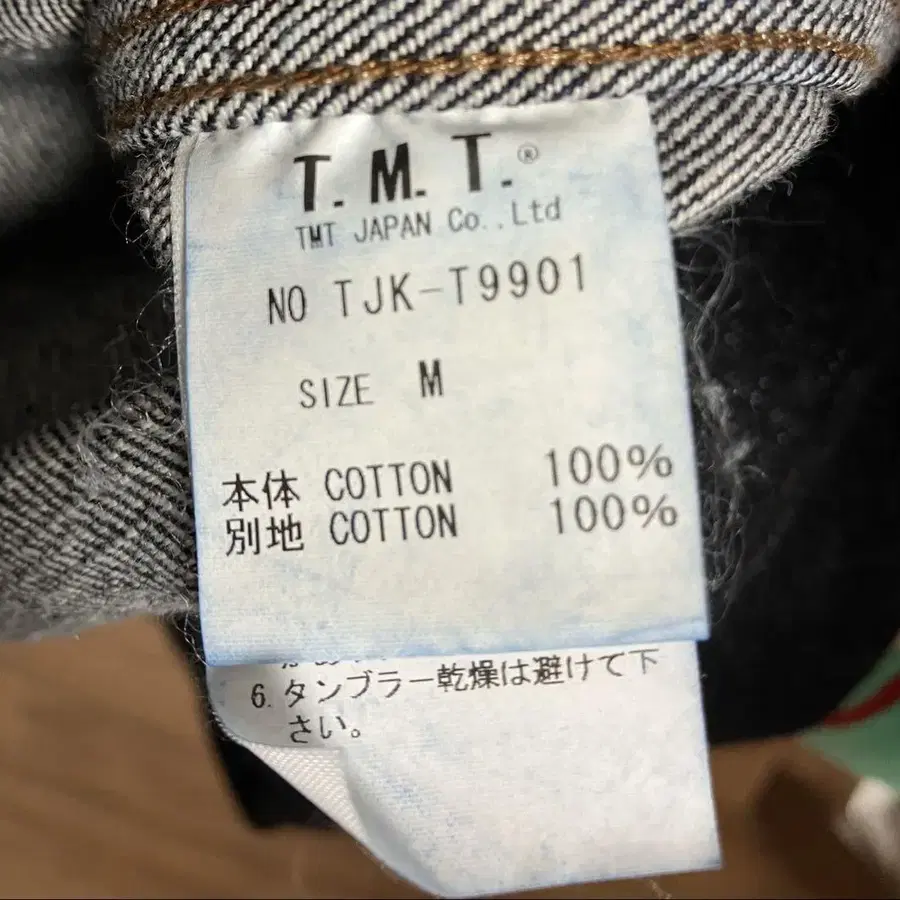 T.M.T.®
TMT JAPAN Co.,Ltd
NO TJK-T9901
SIZE M
本体 COTTON 100%
別地 COTTON 100%
6. タンブラー乾燥は避けて下
さい。